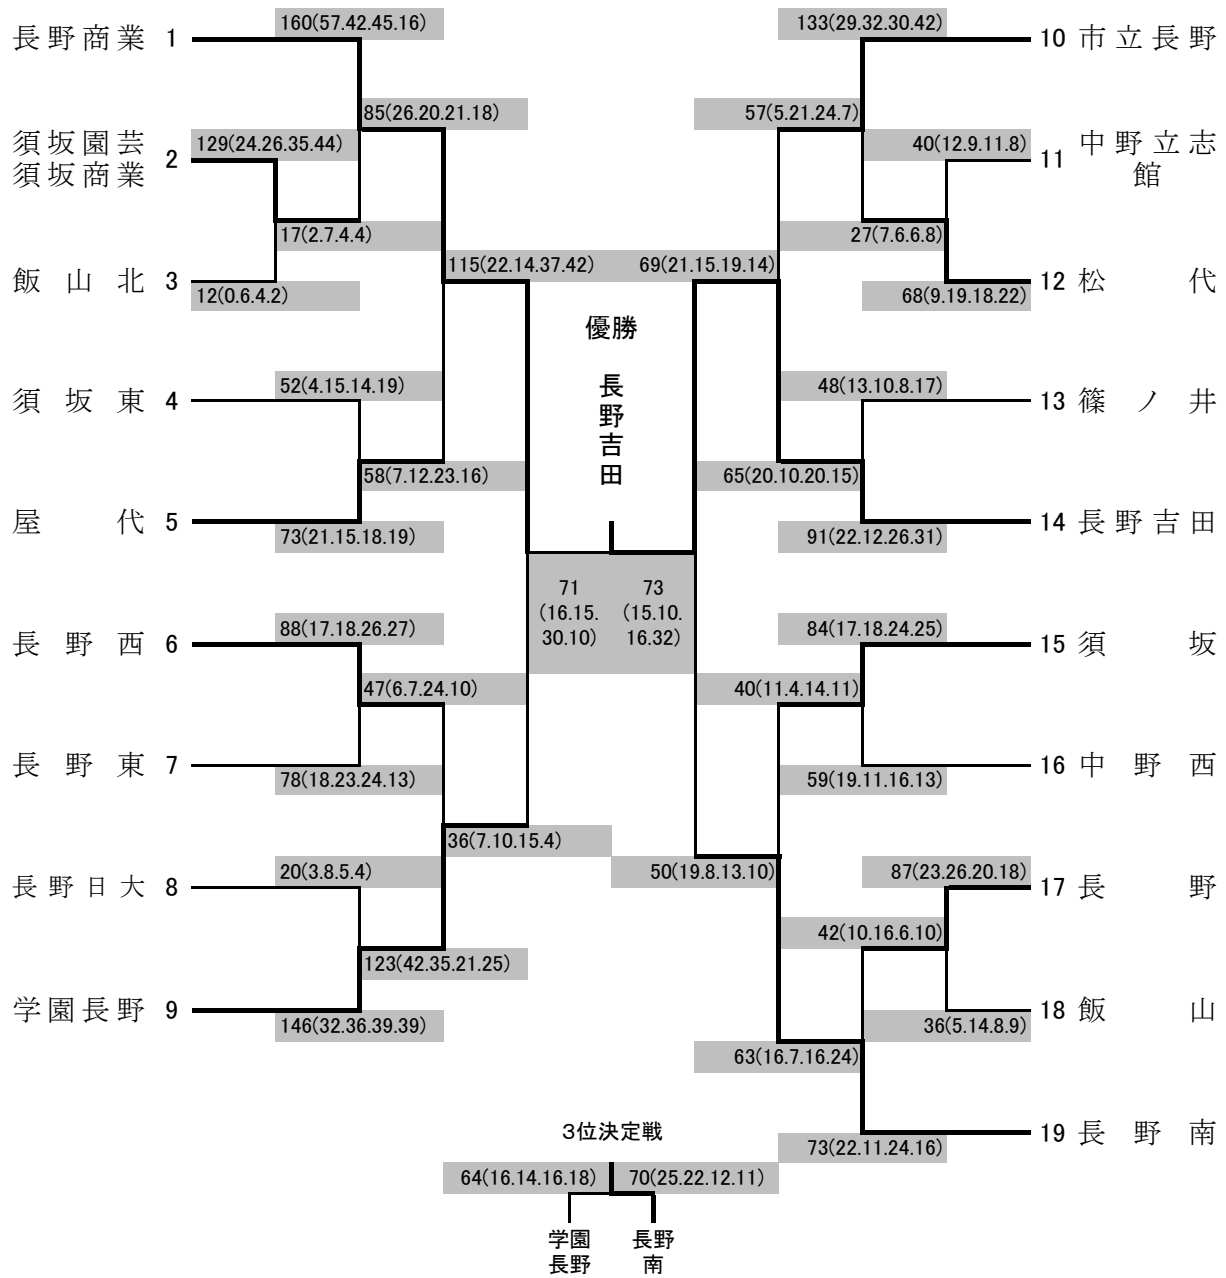 長野商業 1
160(57.42.45.16)
須坂園芸
須坂商業 2
129(24.26.35.44)
85(26.20.21.18)
17(2.7.4.4)
飯山北 3
12(0.6.4.2)
115(22.14.37.42)
須坂東 4
52(4.15.14.19)
58(7.12.23.16)
屋代 5
73(21.15.18.19)
長野西 6
88(17.18.26.27)
47(6.7.24.10)
長野東 7
78(18.23.24.13)
36(7.10.15.4)
長野日大 8
20(3.8.5.4)
123(42.35.21.25)
学園長野 9
146(32.36.39.39)
優勝
長野吉田
71
(16.15.
30.10)
73
(15.10.
16.32)
133(29.32.30.42)
10 市立長野
57(5.21.24.7)
40(12.9.11.8)
11 中野立志
館
27(7.6.6.8)
69(21.15.19.14)
12 松代
68(9.19.18.22)
48(13.10.8.17)
13 篠ノ井
65(20.10.20.15)
14 長野吉田
91(22.12.26.31)
84(17.18.24.25)
15 須坂
40(11.4.14.11)
16 中野西
59(19.11.16.13)
50(19.8.13.10)
87(23.26.20.18)
17 長野
42(10.16.6.10)
18 飯山
36(5.14.8.9)
63(16.7.16.24)
19 長野南
73(22.11.24.16)
3位決定戦
64(16.14.16.18)
70(25.22.12.11)
学園
長野
長野
南